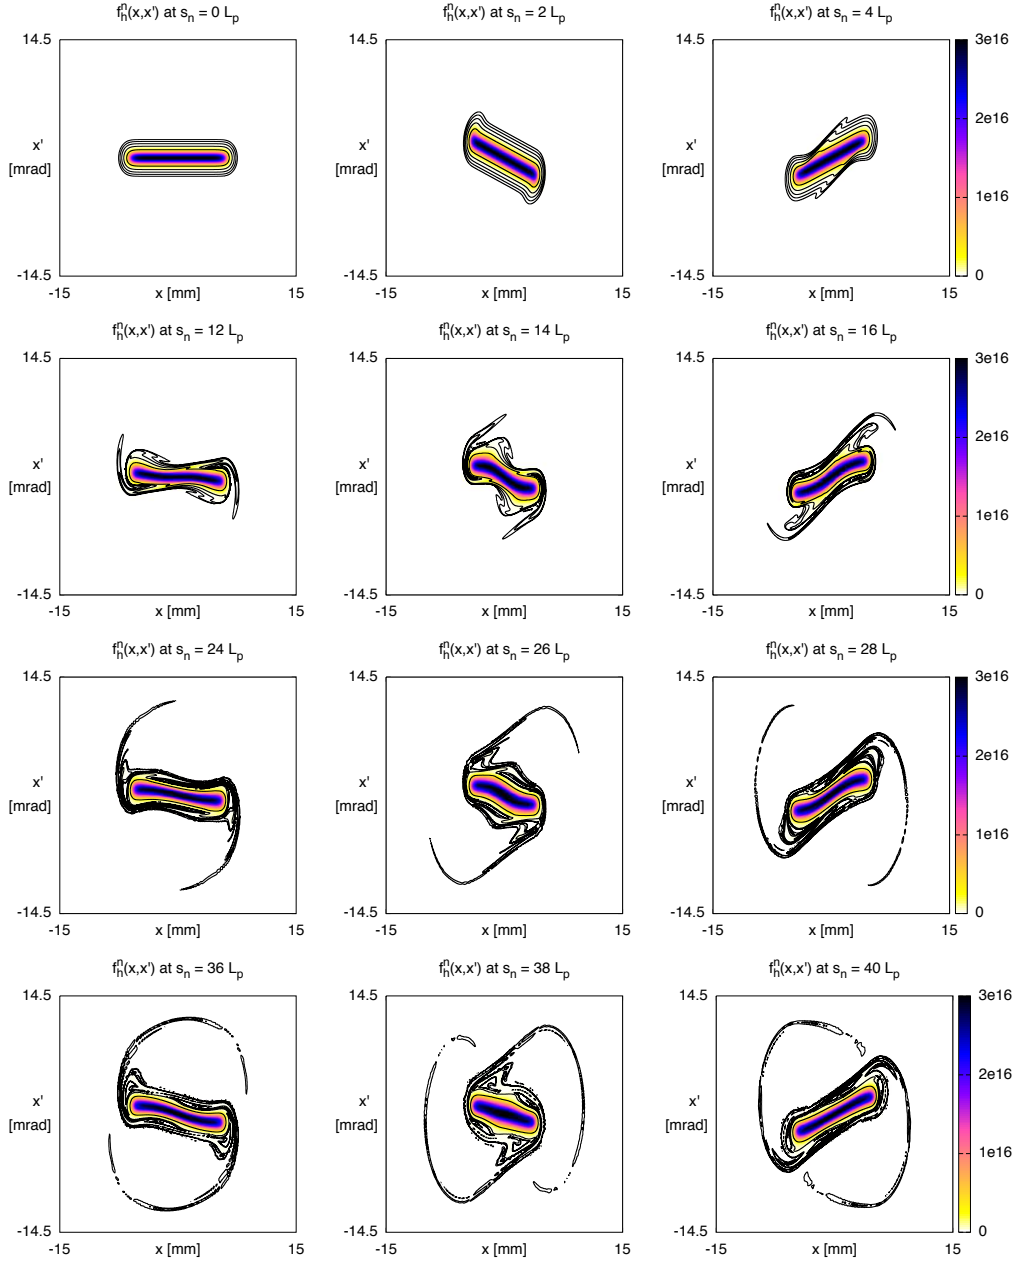 f_h^n(x,x') at s_n = 0 L_p
f_h^n(x,x') at s_n = 2 L_p
f_h^n(x,x') at s_n = 4 L_p
14.5
14.5
14.5
3e16
2e16
x'
x'
x'
[mrad]
[mrad]
[mrad]
1e16
-14.5
-14.5
-14.5
0
-15
x [mm]
15
-15
x [mm]
15
-15
x [mm]
15
f_h^n(x,x') at s_n = 12 L_p
f_h^n(x,x') at s_n = 14 L_p
f_h^n(x,x') at s_n = 16 L_p
14.5
14.5
14.5
3e16
2e16
x'
x'
x'
[mrad]
[mrad]
[mrad]
1e16
-14.5
-14.5
-14.5
0
-15
x [mm]
15
-15
x [mm]
15
-15
x [mm]
15
f_h^n(x,x') at s_n = 24 L_p
f_h^n(x,x') at s_n = 26 L_p
f_h^n(x,x') at s_n = 28 L_p
14.5
14.5
14.5
3e16
2e16
x'
x'
x'
[mrad]
[mrad]
[mrad]
1e16
-14.5
-14.5
-14.5
0
-15
x [mm]
15
-15
x [mm]
15
-15
x [mm]
15
f_h^n(x,x') at s_n = 36 L_p
f_h^n(x,x') at s_n = 38 L_p
f_h^n(x,x') at s_n = 40 L_p
14.5
14.5
14.5
3e16
2e16
x'
x'
x'
[mrad]
[mrad]
[mrad]
1e16
-14.5
-14.5
-14.5
0
-15
x [mm]
15
-15
x [mm]
15
-15
x [mm]
15